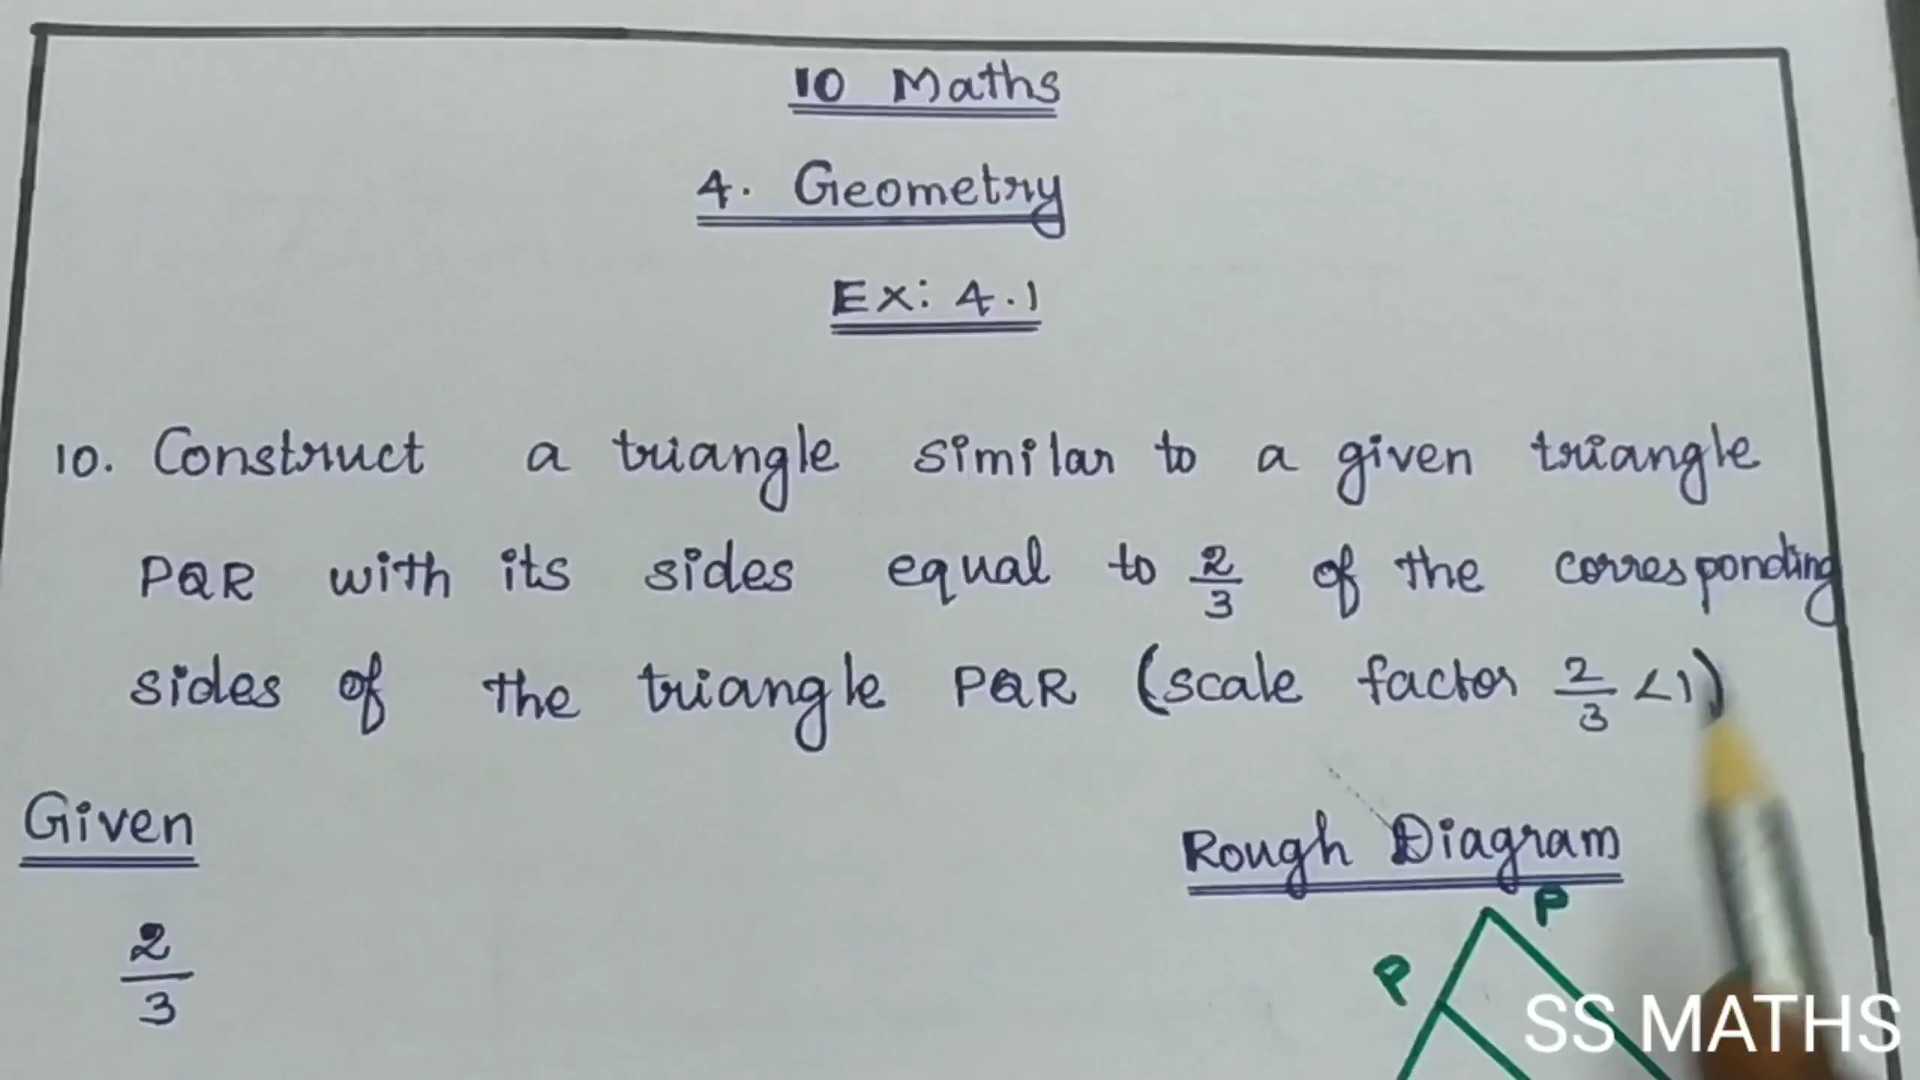 10 Maths
4. Geometry
Ex: 4.1
10. Construct a triangle similar to a given triangle
PQR with its sides equal to 2/3 of the corresponding
sides of the triangle PQR (scale factor 2/3 <1)
Given
Rough Diagram
2/3
P
P
SS MATHS